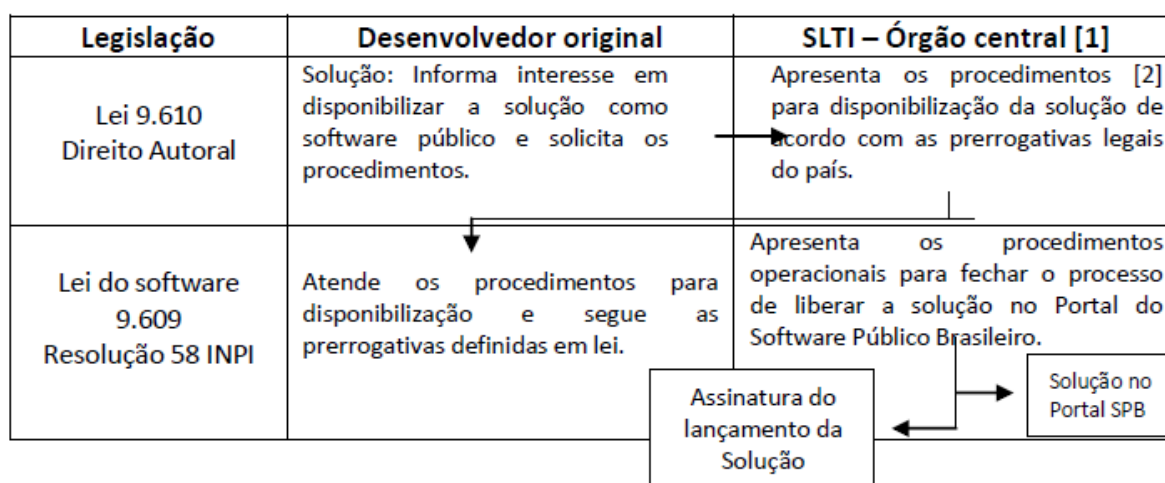 Legislação
Desenvolvedor original
SLTI – Órgão central [1]
Lei 9.610
Direito Autoral
Solução: Informa interesse em
disponibilizar a solução como
software público e solicita os
procedimentos.
Apresenta os procedimentos [2]
para disponibilização da solução de
acordo com as prerrogativas legais
do país.
Lei do software
9.609
Resolução 58 INPI
Atende os procedimentos para
disponibilização e segue as
prerrogativas definidas em lei.
Apresenta os procedimentos
operacionais para fechar o processo
de liberar a solução no Portal do
Software Público Brasileiro.
Assinatura do
lançamento da
Solução
Solução no
Portal SPB